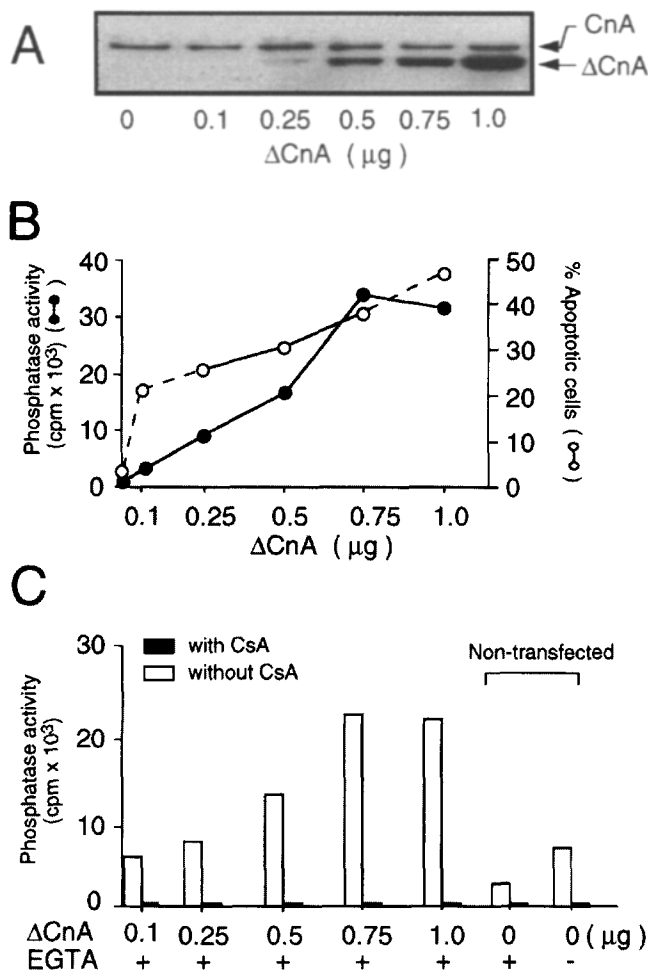 A
CnA
ΔCnA
0 0.1 0.25 0.5 0.75 1.0
ΔCnA ( μg )
B
Phosphatase activity
(cpm x 10³) (●-●)
40
30
20
10
0
50
40
30
20
10
0
% Apoptotic cells (o-o)
0.1 0.25 0.5 0.75 1.0
ΔCnA ( μg )
C
Phosphatase activity
(cpm x 10³)
30
20
10
0
with CsA
without CsA
Non-transfected
ΔCnA 0.1 0.25 0.5 0.75 1.0 0 0 ( μg )
EGTA + + + + + + -